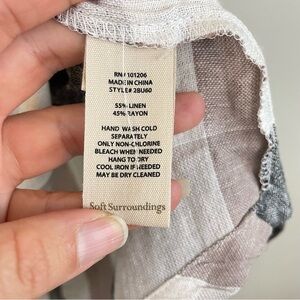 RN# 101206
MADE IN CHINA
STYLE# 2BU60
55% LINEN
45% RAYON
HAND WASH COLD
SEPARATELY
ONLY NON-CHLORINE
BLEACH WHEN NEEDED
HANG TO DRY
COOL IRON IF NEEDED
MAY BE DRY CLEANED
Soft Surroundings